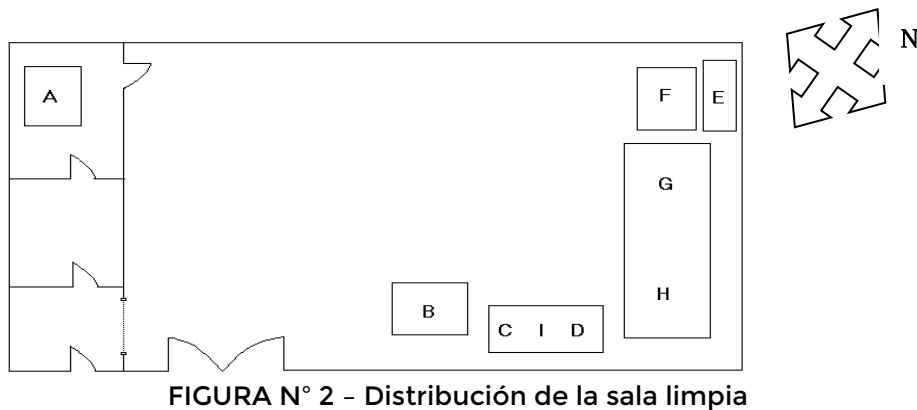 N
A
F E
G
H
B
C I D
FIGURA N° 2 – Distribución de la sala limpia